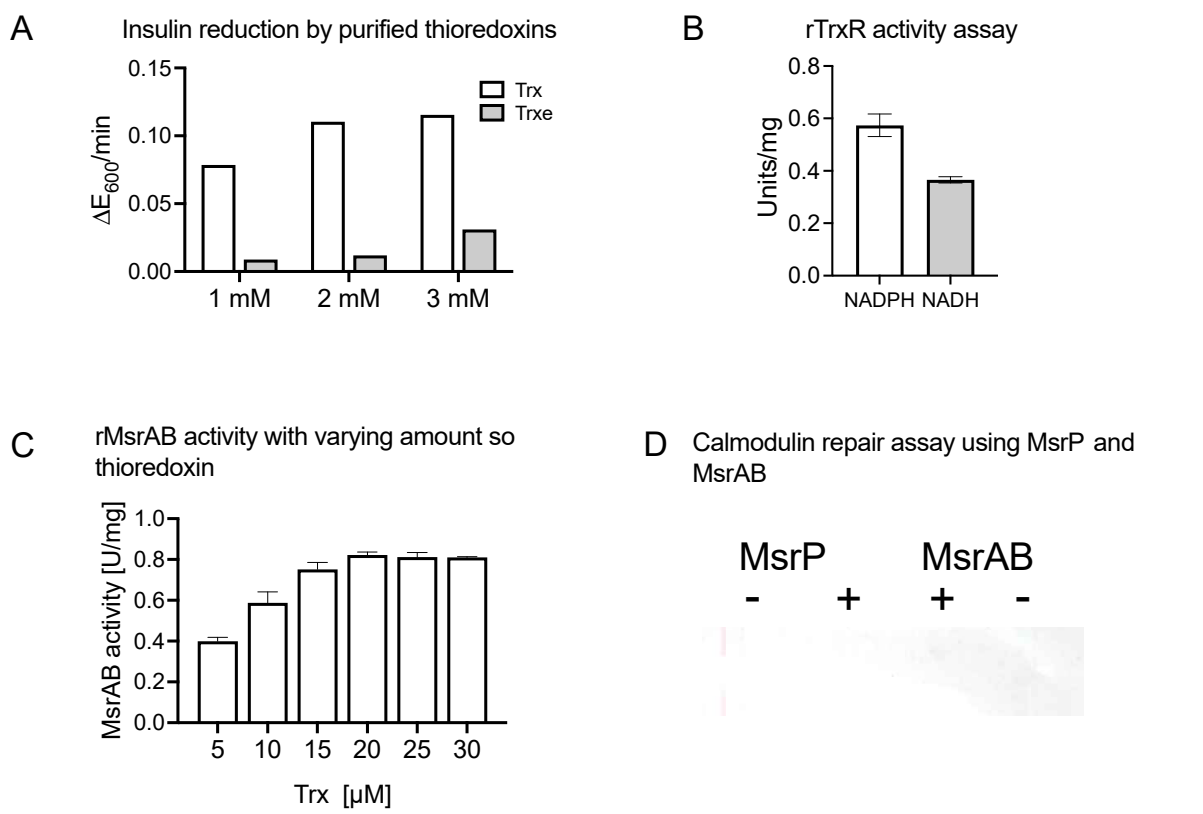 A
Insulin reduction by purified thioredoxins
ΔE600/min
0.15
0.10
0.05
0.00
1 mM
2 mM
3 mM
Trx
Trxe
B
rTrxR activity assay
Units/mg
0.8
0.6
0.4
0.2
0.0
NADPH NADH
C
rMsrAB activity with varying amount so
thioredoxin
MsrAB activity [U/mg]
1.0
0.8
0.6
0.4
0.2
0.0
5 10 15 20 25 30
Trx [µM]
D
Calmodulin repair assay using MsrP and
MsrAB
MsrP MsrAB
- + + -